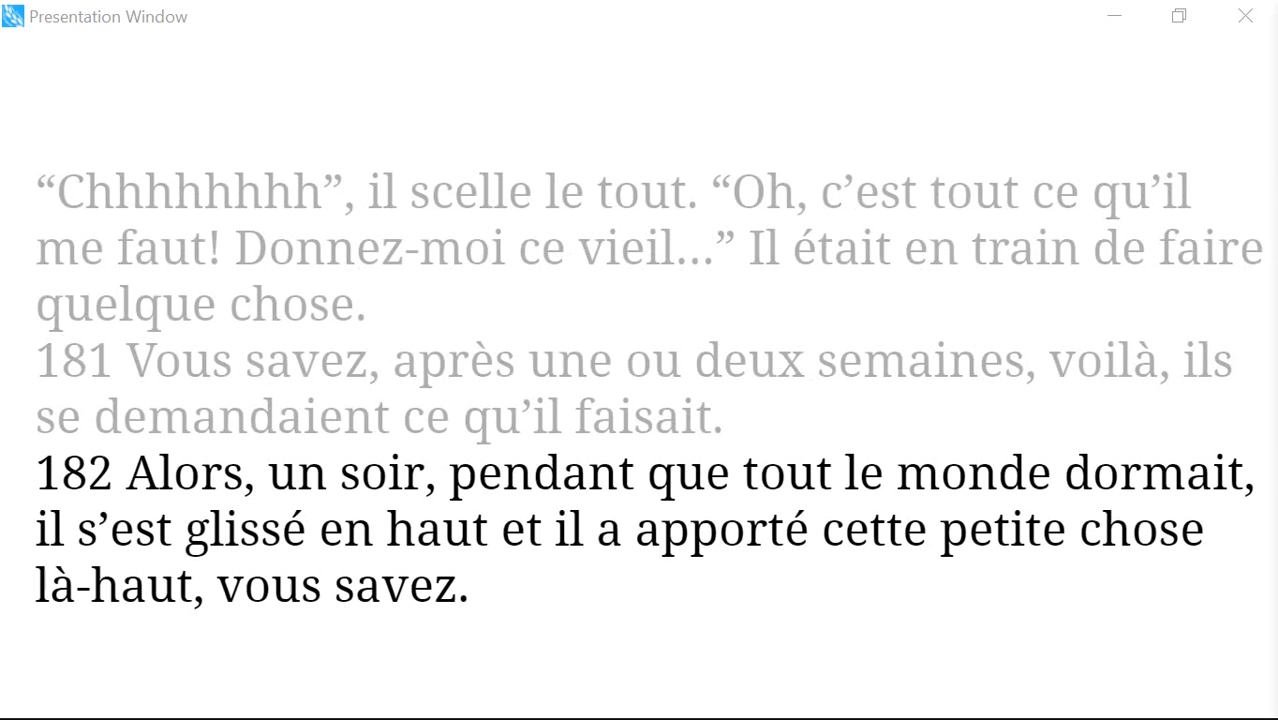 Presentation Window
“Chhhhhhhh”, il scelle le tout. “Oh, c’est tout ce qu’il
me faut! Donnez-moi ce vieil…” Il était en train de faire
quelque chose.
181 Vous savez, après une ou deux semaines, voilà, ils
se demandaient ce qu’il faisait.
182 Alors, un soir, pendant que tout le monde dormait,
il s’est glissé en haut et il a apporté cette petite chose
là-haut, vous savez.